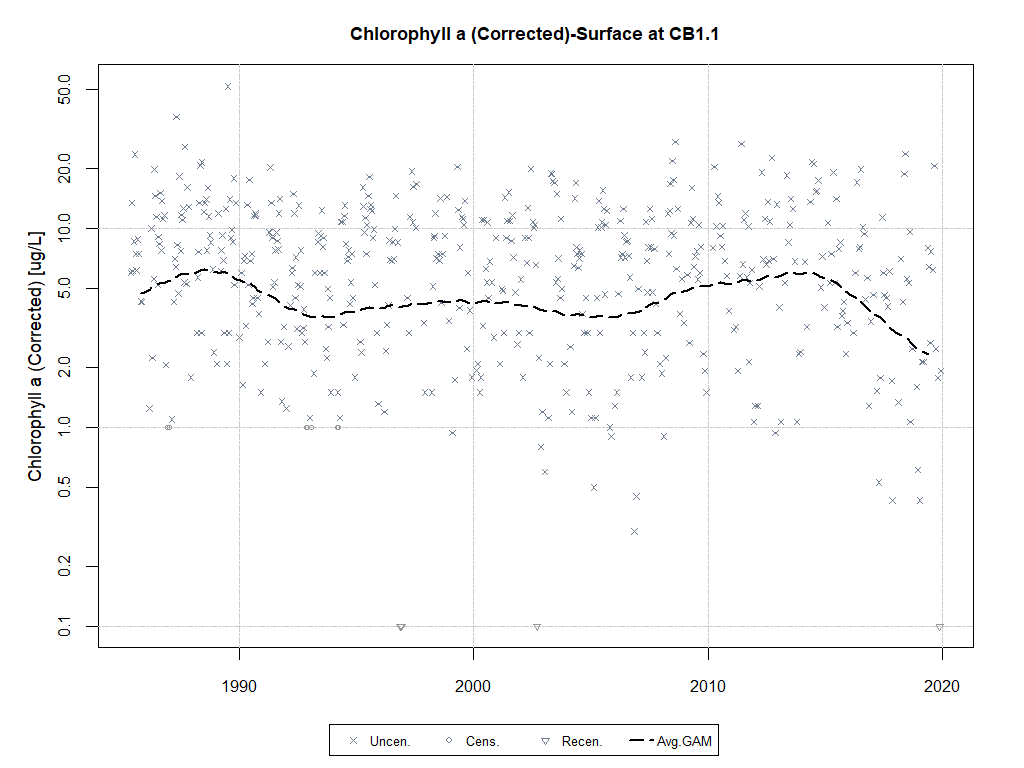 Chlorophyll a (Corrected)-Surface at CB1.1
Chlorophyll a (Corrected) [ug/L]
50.0
20.0
10.0
5.0
2.0
1.0
0.5
0.2
0.1
1990 2000 2010 2020
Uncen. Cens. Recen. Avg.GAM